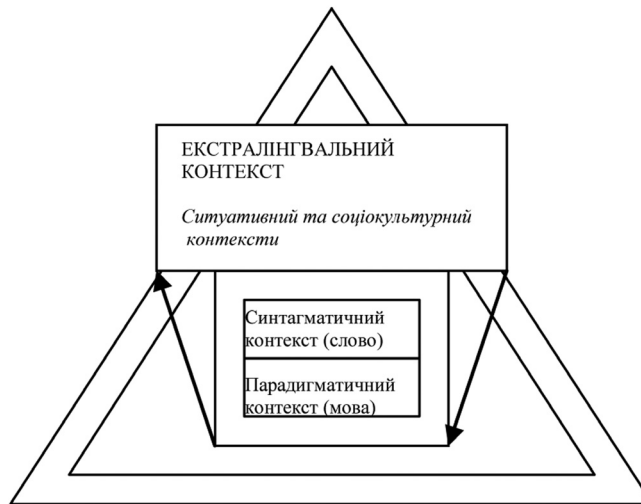 ЕКСТРАЛІНГВАЛЬНИЙ
КОНТЕКСТ
Ситуативний та соціокультурний
контексти
Синтагматичний
контекст (слово)
Парадигматичний
контекст (мова)